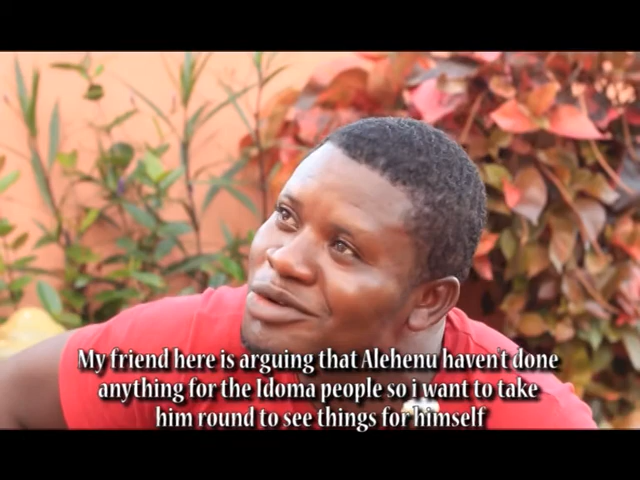 My friend here is arguing that Alehenu haven't done
anything for the Idoma people so i want to take
him round to see things for himself